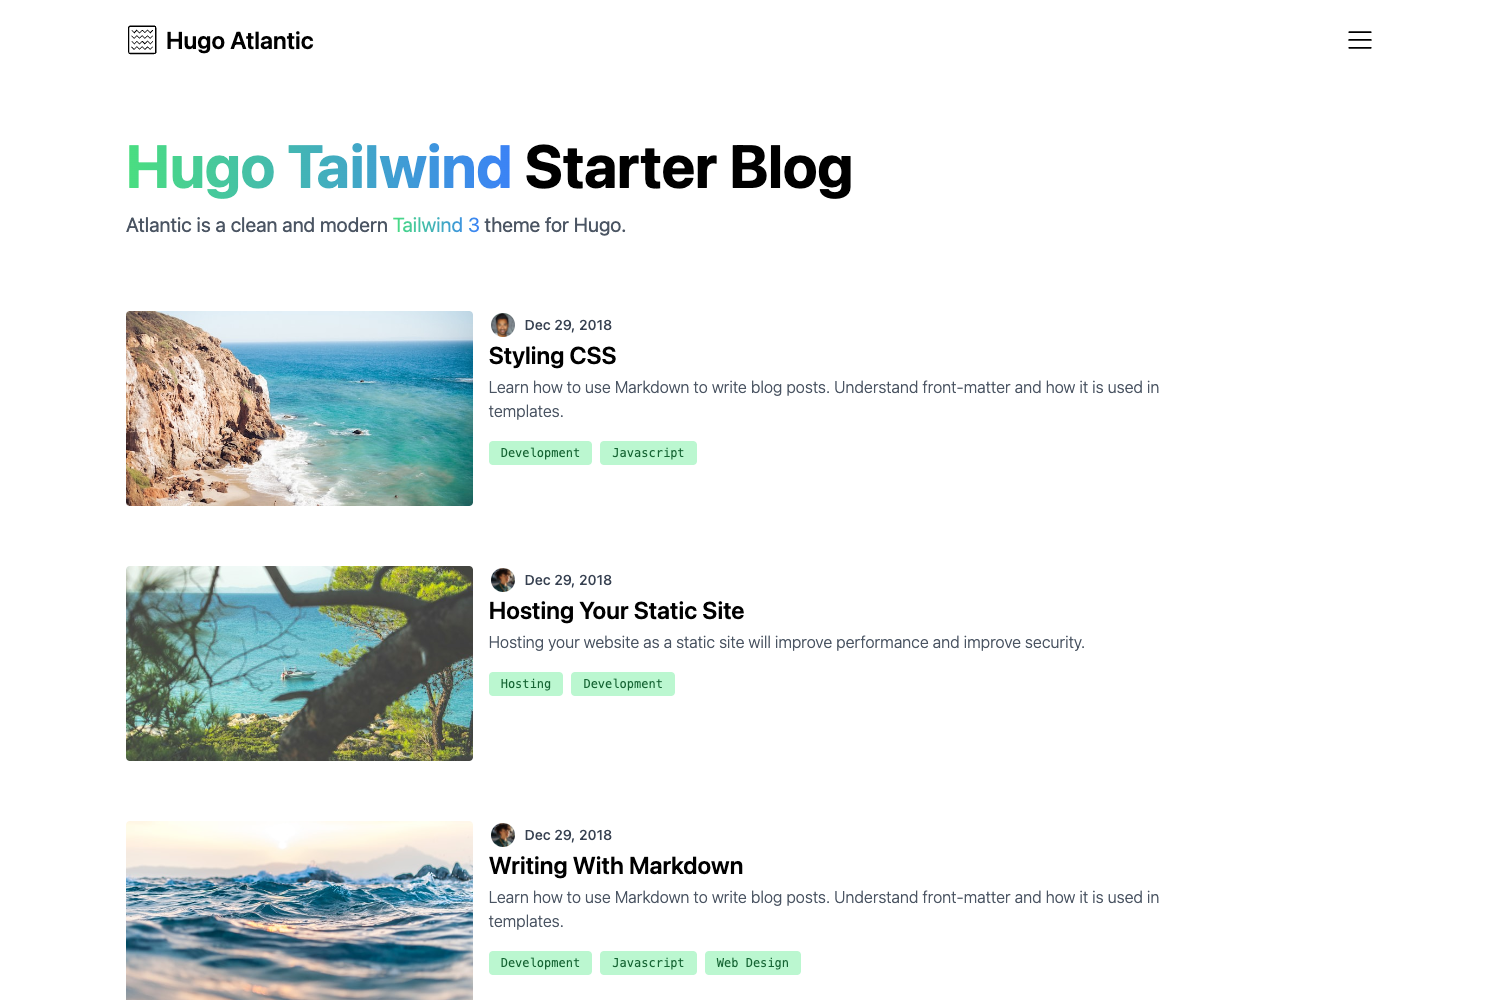 Hugo Atlantic
Hugo Tailwind Starter Blog
Atlantic is a clean and modern Tailwind 3 theme for Hugo.
Dec 29, 2018
Styling CSS
Learn how to use Markdown to write blog posts. Understand front-matter and how it is used in
templates.
Development Javascript
Dec 29, 2018
Hosting Your Static Site
Hosting your website as a static site will improve performance and improve security.
Hosting Development
Dec 29, 2018
Writing With Markdown
Learn how to use Markdown to write blog posts. Understand front-matter and how it is used in
templates.
Development Javascript Web Design